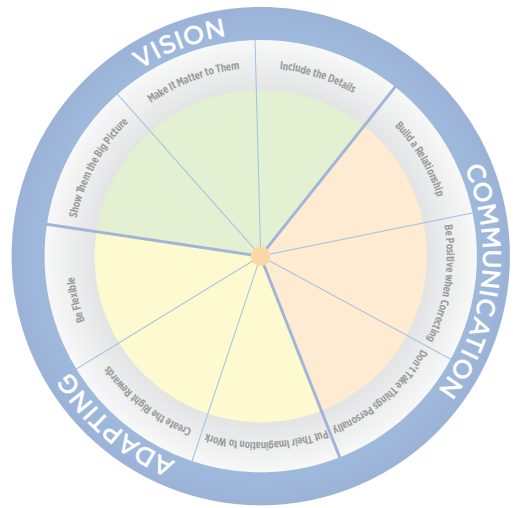 VISION
Show Them the Big Picture
Make It Matter to Them
Include the Details
COMMUNICATION
Build a Relationship
Be Positive when Correcting
Don't Take Things Personally
ADAPTING
Put Their Imagination to Work
Create the Right Rewards
Be Flexible